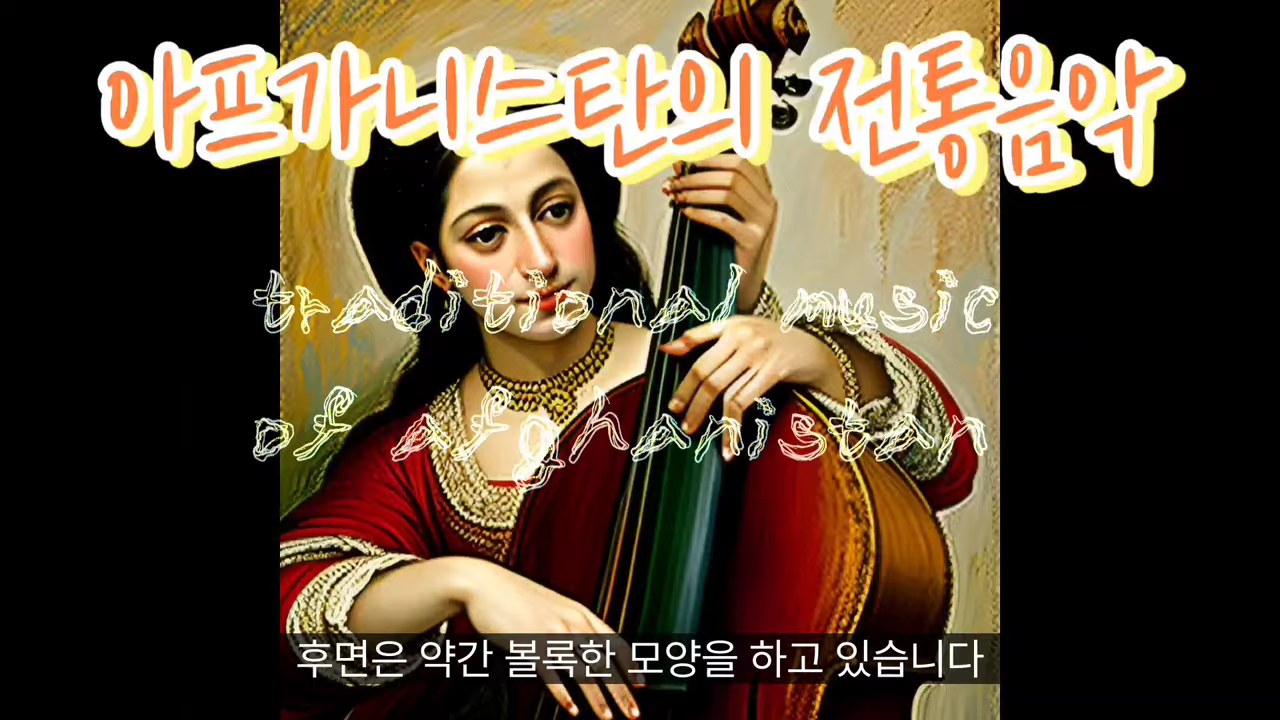 아프가니스탄의 전통음악
traditional music
of afghanistan
후면은 약간 볼록한 모양을 하고 있습니다